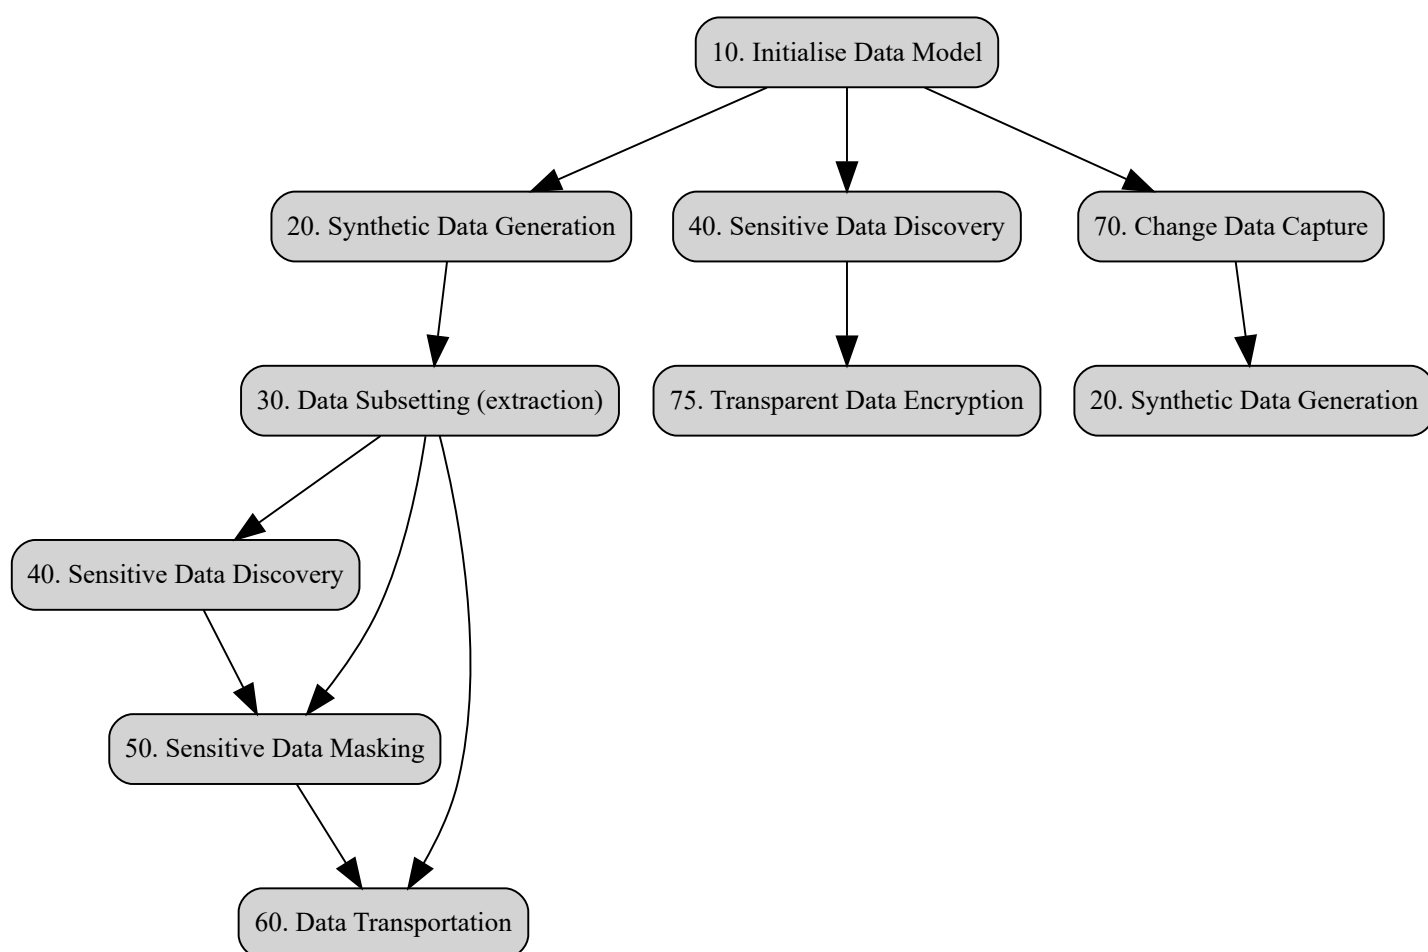 10. Initialise Data Model
20. Synthetic Data Generation
40. Sensitive Data Discovery
70. Change Data Capture
30. Data Subsetting (extraction)
75. Transparent Data Encryption
20. Synthetic Data Generation
40. Sensitive Data Discovery
50. Sensitive Data Masking
60. Data Transportation